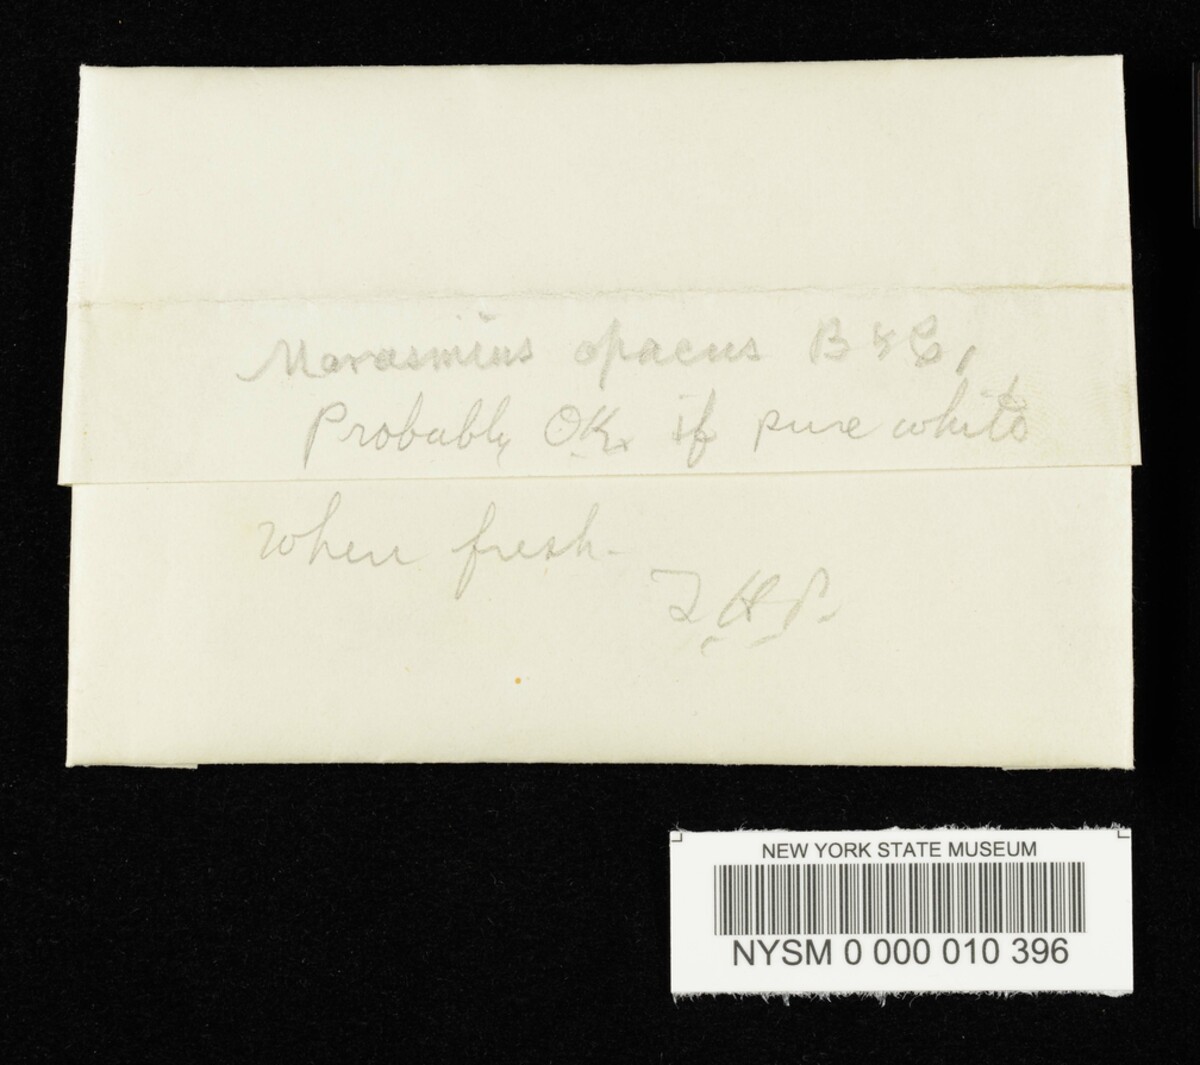 Marasmius opacus B & C,
Probably OK, if pure white
when fresh.
L.H.P.
NEW YORK STATE MUSEUM
NYSM 0 000 010 396